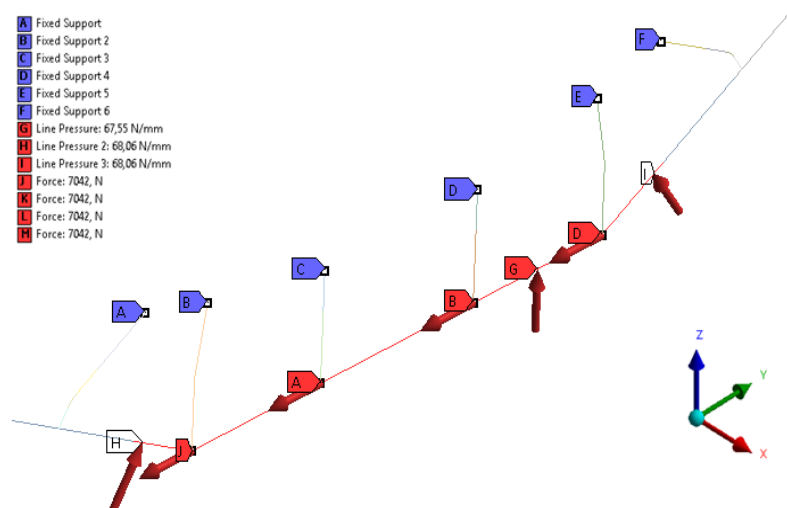 A Fixed Support
B Fixed Support 2
C Fixed Support 3
D Fixed Support 4
E Fixed Support 5
F Fixed Support 6
G Line Pressure: 67,55 N/mm
H Line Pressure 2: 68,06 N/mm
I Line Pressure 3: 68,06 N/mm
J Force: 7042, N
K Force: 7042, N
L Force: 7042, N
M Force: 7042, N
F
E
I
D
D
G
C
B
A
B
A
H
J
Z
Y
X